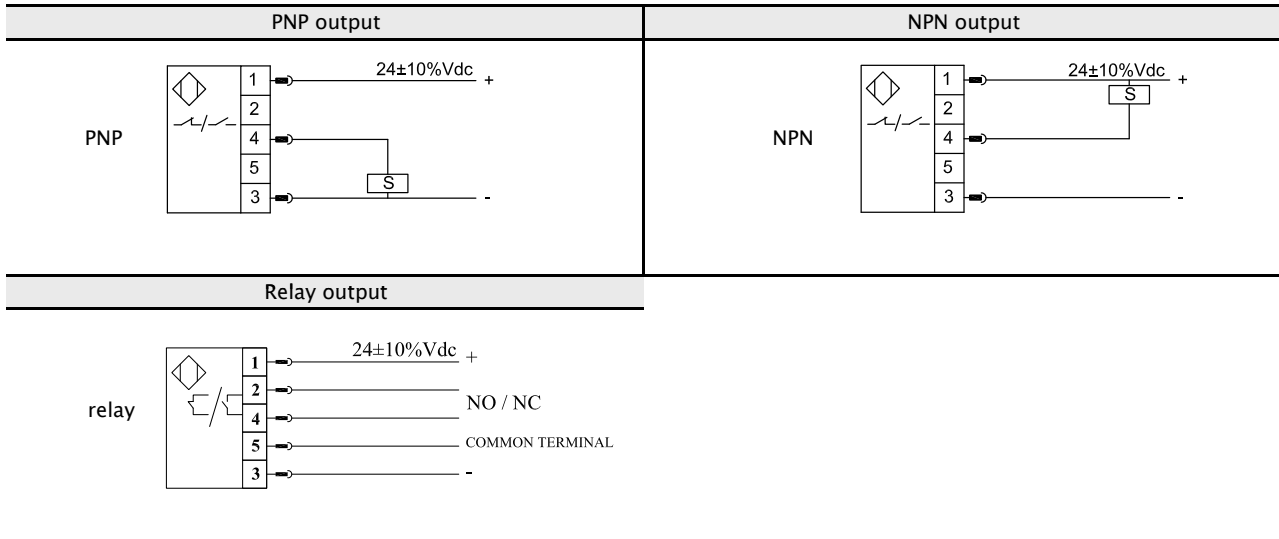 PNP output
NPN output
PNP
1
2
4
5
3
24±10%Vdc +
S
-
NPN
1
2
4
5
3
24±10%Vdc +
S
-
Relay output
relay
1
2
4
5
3
24±10%Vdc +
NO / NC
COMMON TERMINAL
-